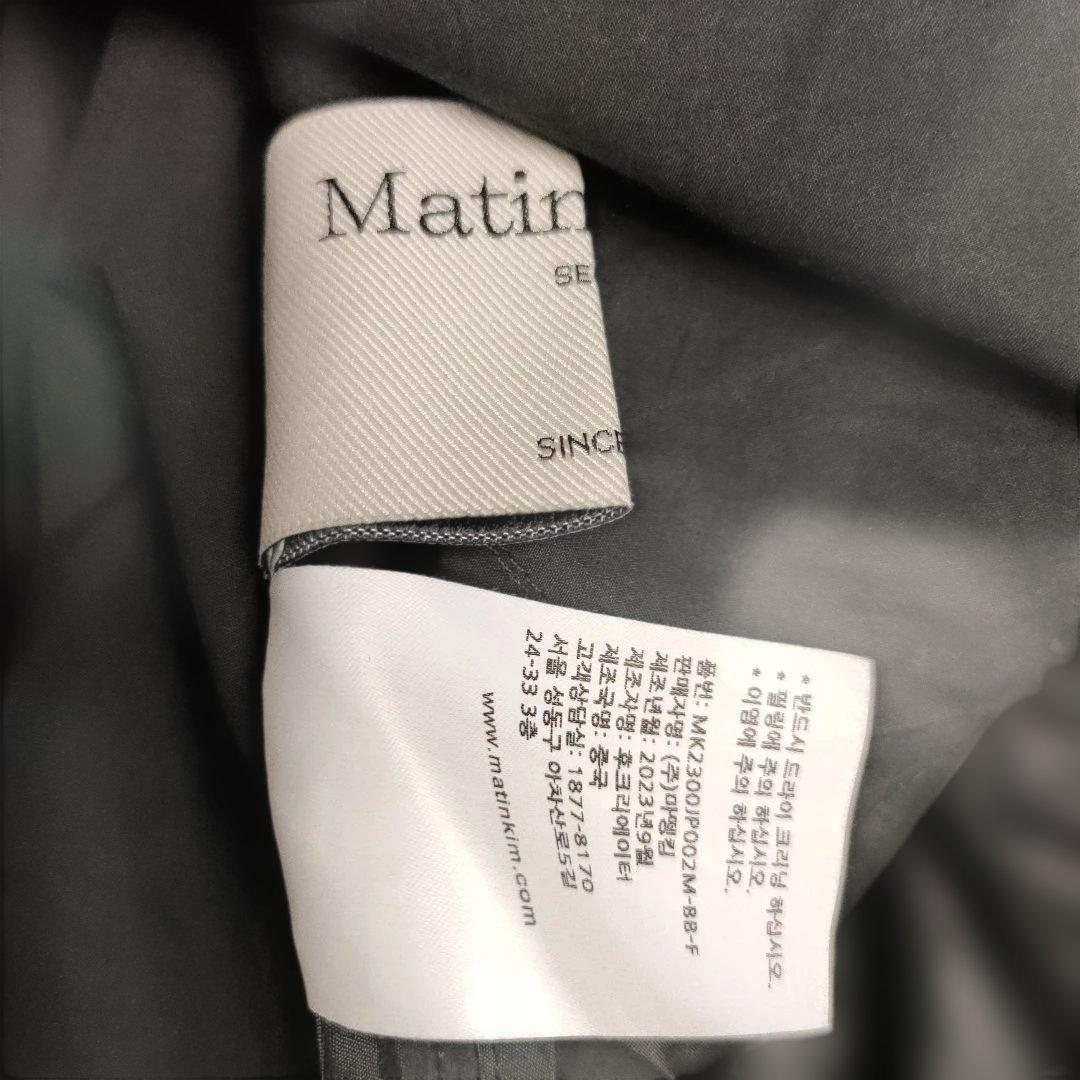 Matin
SE
SINCE
* 반드시 드라이 크리닝 하십시오.
* 필링에 주의 하십시오.
* 이염에 주의 하십시오.
품번: MK2300JP002M-BB-F
판매자명: (주)마뗑킴
제조년월: 2023년9월
제조자명: 후크리에이터
제조국명: 중국
고객상담실: 1877-8170
서울 성동구 아차산로5길
24-33 3층
www.matinkim.com